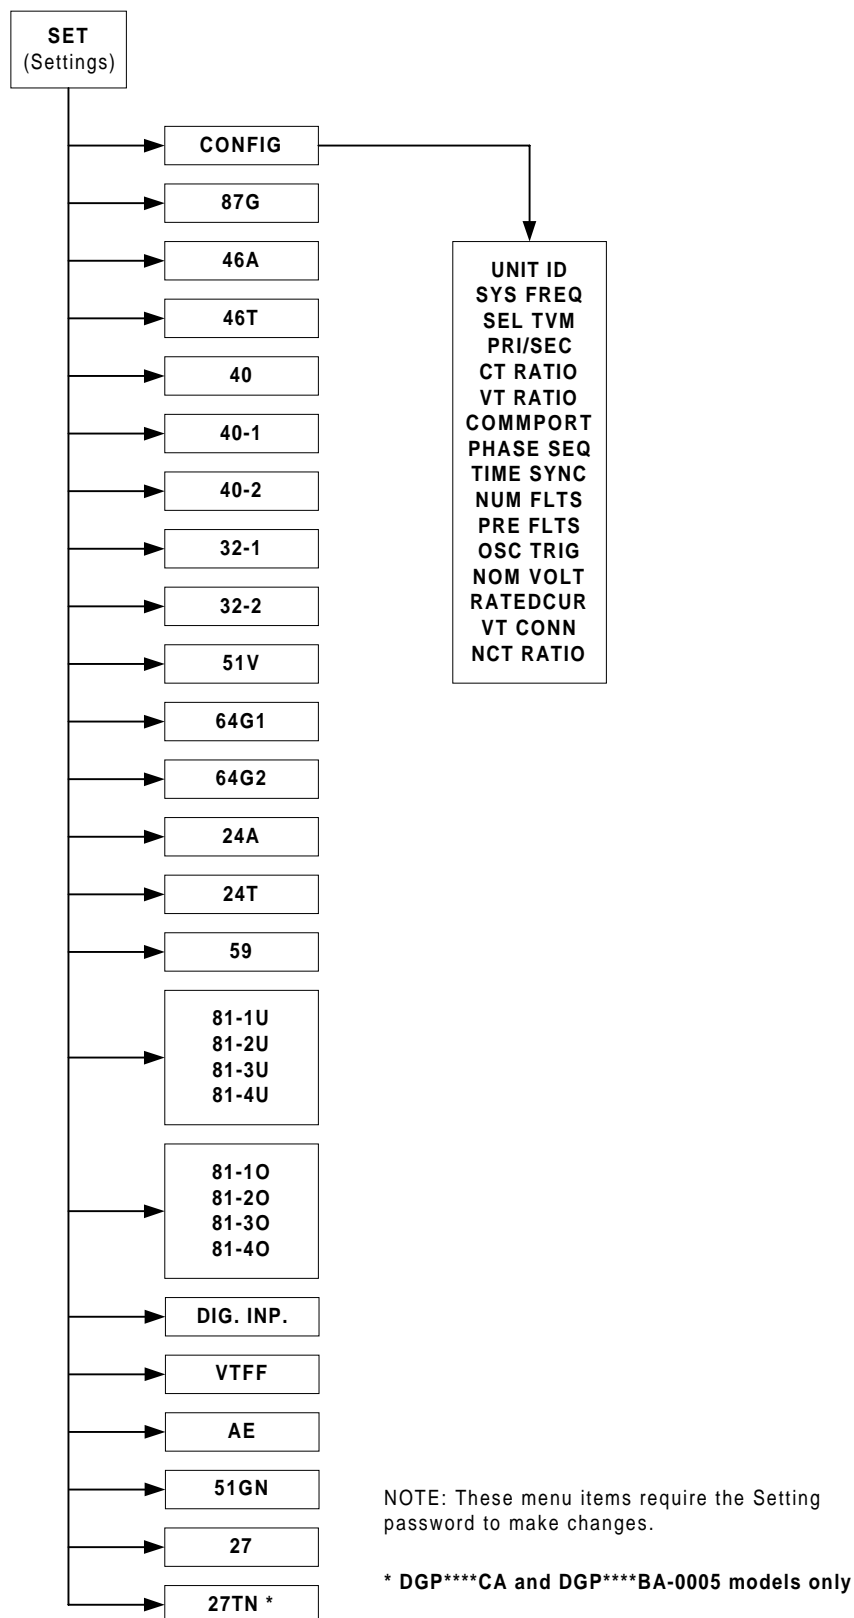 SET
(Settings)
CONFIG
87G
46A
46T
40
40-1
40-2
32-1
32-2
51V
64G1
64G2
24A
24T
59
81-1U
81-2U
81-3U
81-4U
81-1O
81-2O
81-3O
81-4O
DIG. INP.
VTFF
AE
51GN
27
27TN *
UNIT ID
SYS FREQ
SEL TVM
PRI/SEC
CT RATIO
VT RATIO
COMMPORT
PHASE SEQ
TIME SYNC
NUM FLTS
PRE FLTS
OSC TRIG
NOM VOLT
RATEDCUR
VT CONN
NCT RATIO
NOTE: These menu items require the Setting
password to make changes.
* DGP****CA and DGP****BA-0005 models only